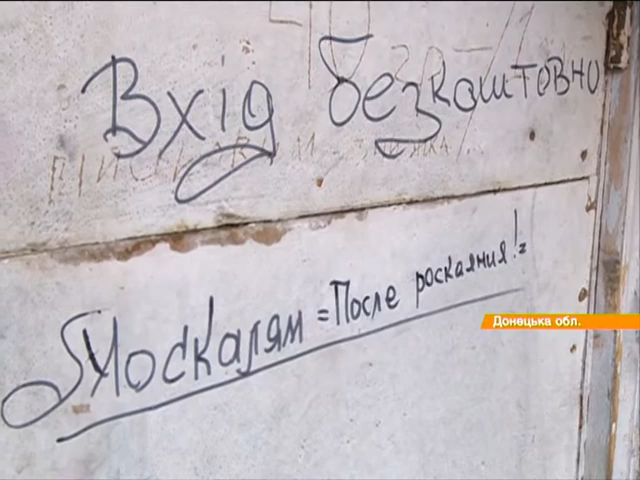 Вхід безкоштовно
Москалям = После роскаяния!=
Донецька обл.